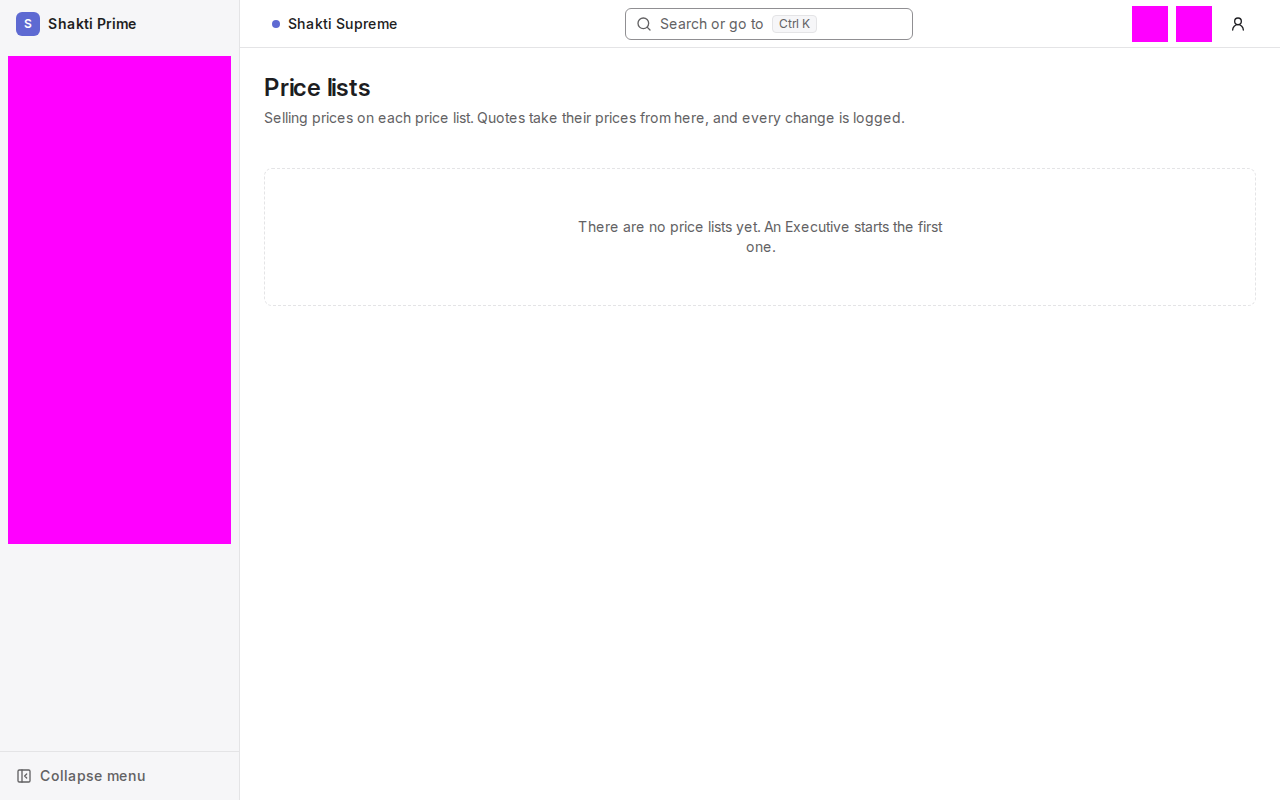 S Shakti Prime
Shakti Supreme
Search or go to Ctrl K
Price lists
Selling prices on each price list. Quotes take their prices from here, and every change is logged.
There are no price lists yet. An Executive starts the first
one.
Collapse menu